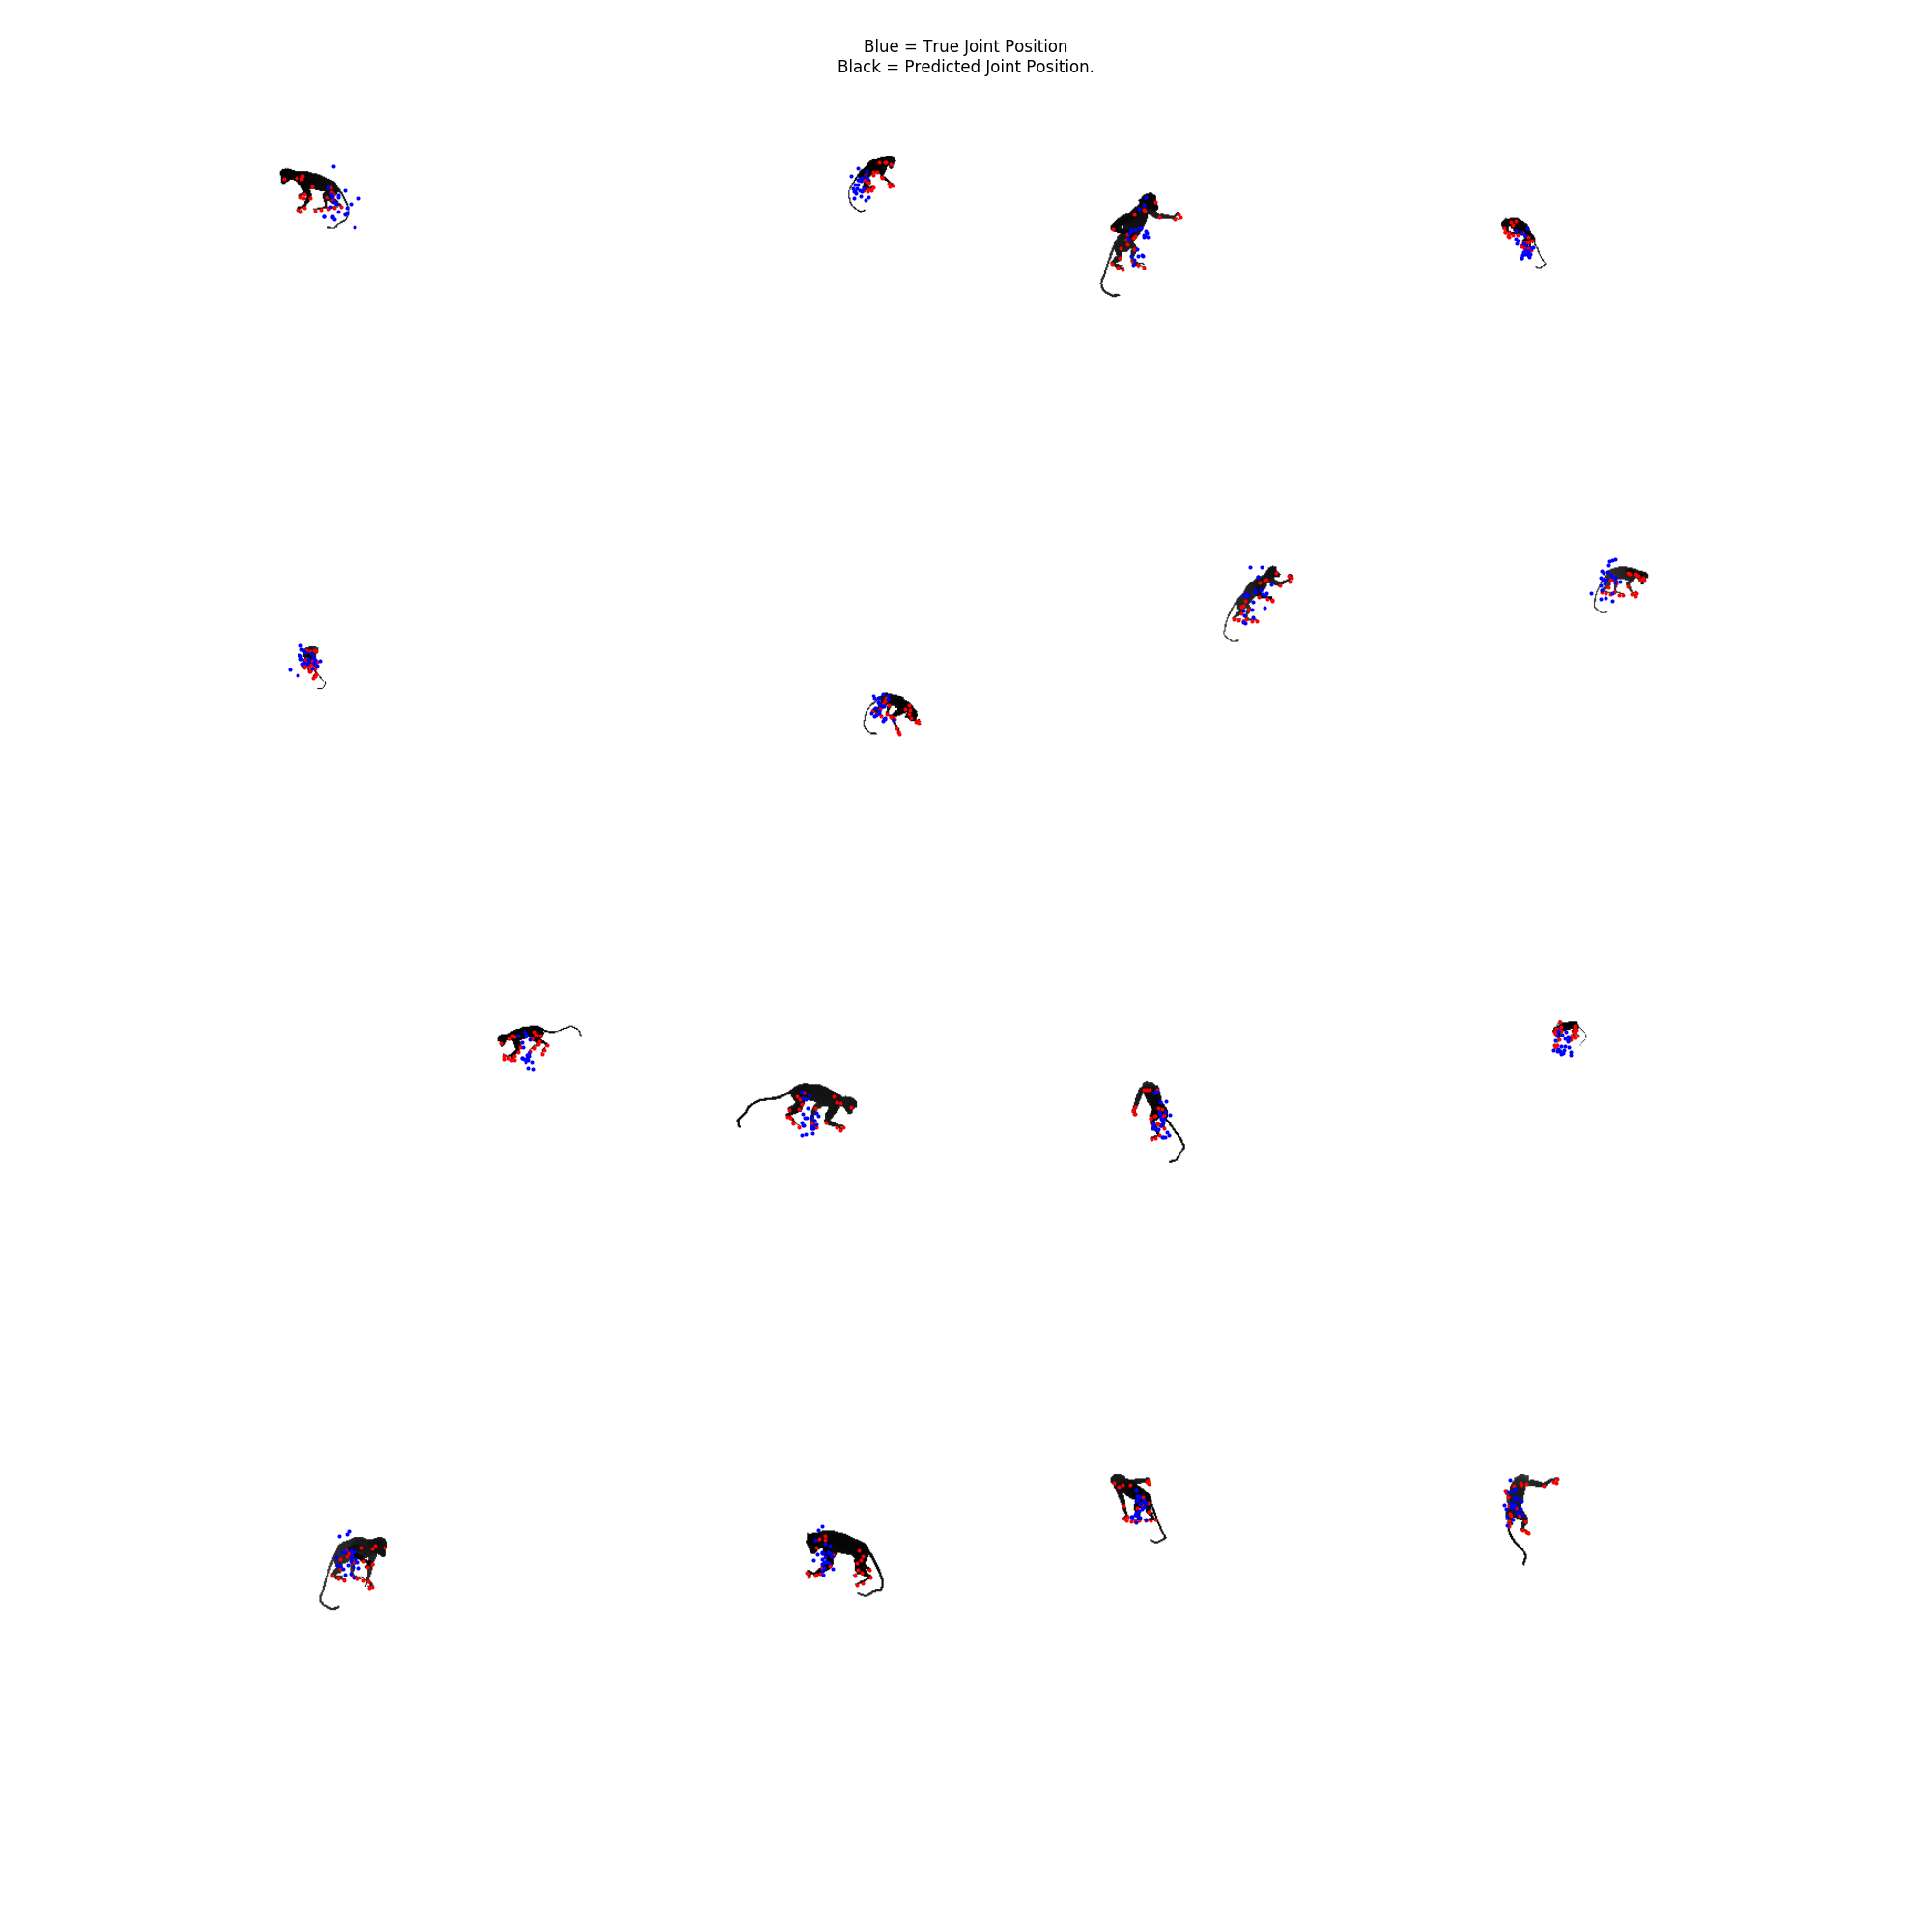 Blue = True Joint Position
Black = Predicted Joint Position.